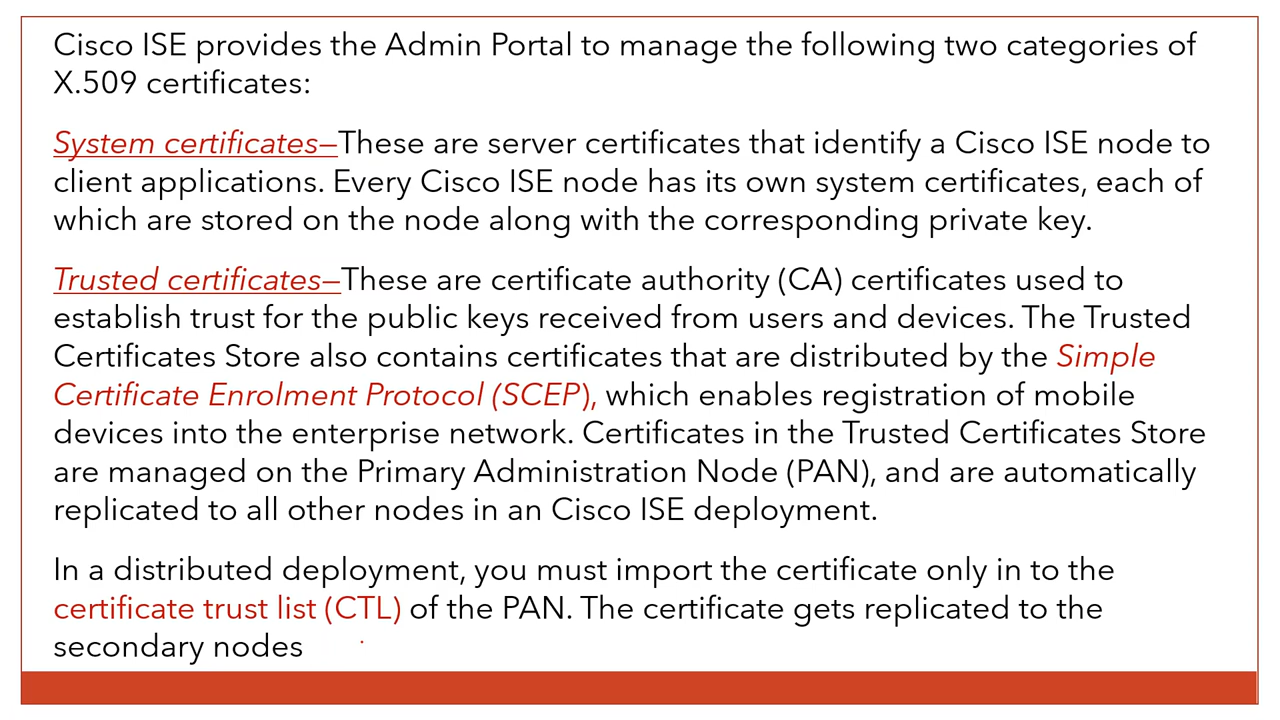 Cisco ISE provides the Admin Portal to manage the following two categories of
X.509 certificates:
System certificates—These are server certificates that identify a Cisco ISE node to
client applications. Every Cisco ISE node has its own system certificates, each of
which are stored on the node along with the corresponding private key.
Trusted certificates—These are certificate authority (CA) certificates used to
establish trust for the public keys received from users and devices. The Trusted
Certificates Store also contains certificates that are distributed by the Simple
Certificate Enrolment Protocol (SCEP), which enables registration of mobile
devices into the enterprise network. Certificates in the Trusted Certificates Store
are managed on the Primary Administration Node (PAN), and are automatically
replicated to all other nodes in an Cisco ISE deployment.
In a distributed deployment, you must import the certificate only in to the
certificate trust list (CTL) of the PAN. The certificate gets replicated to the
secondary nodes